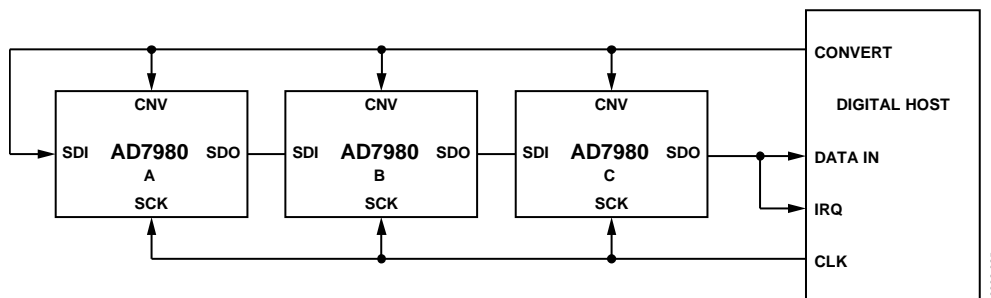 CONVERT
CNV CNV CNV
DIGITAL HOST
SDI AD7980 SDO SDI AD7980 SDO SDI AD7980 SDO DATA IN
A B C
SCK SCK SCK IRQ
CLK